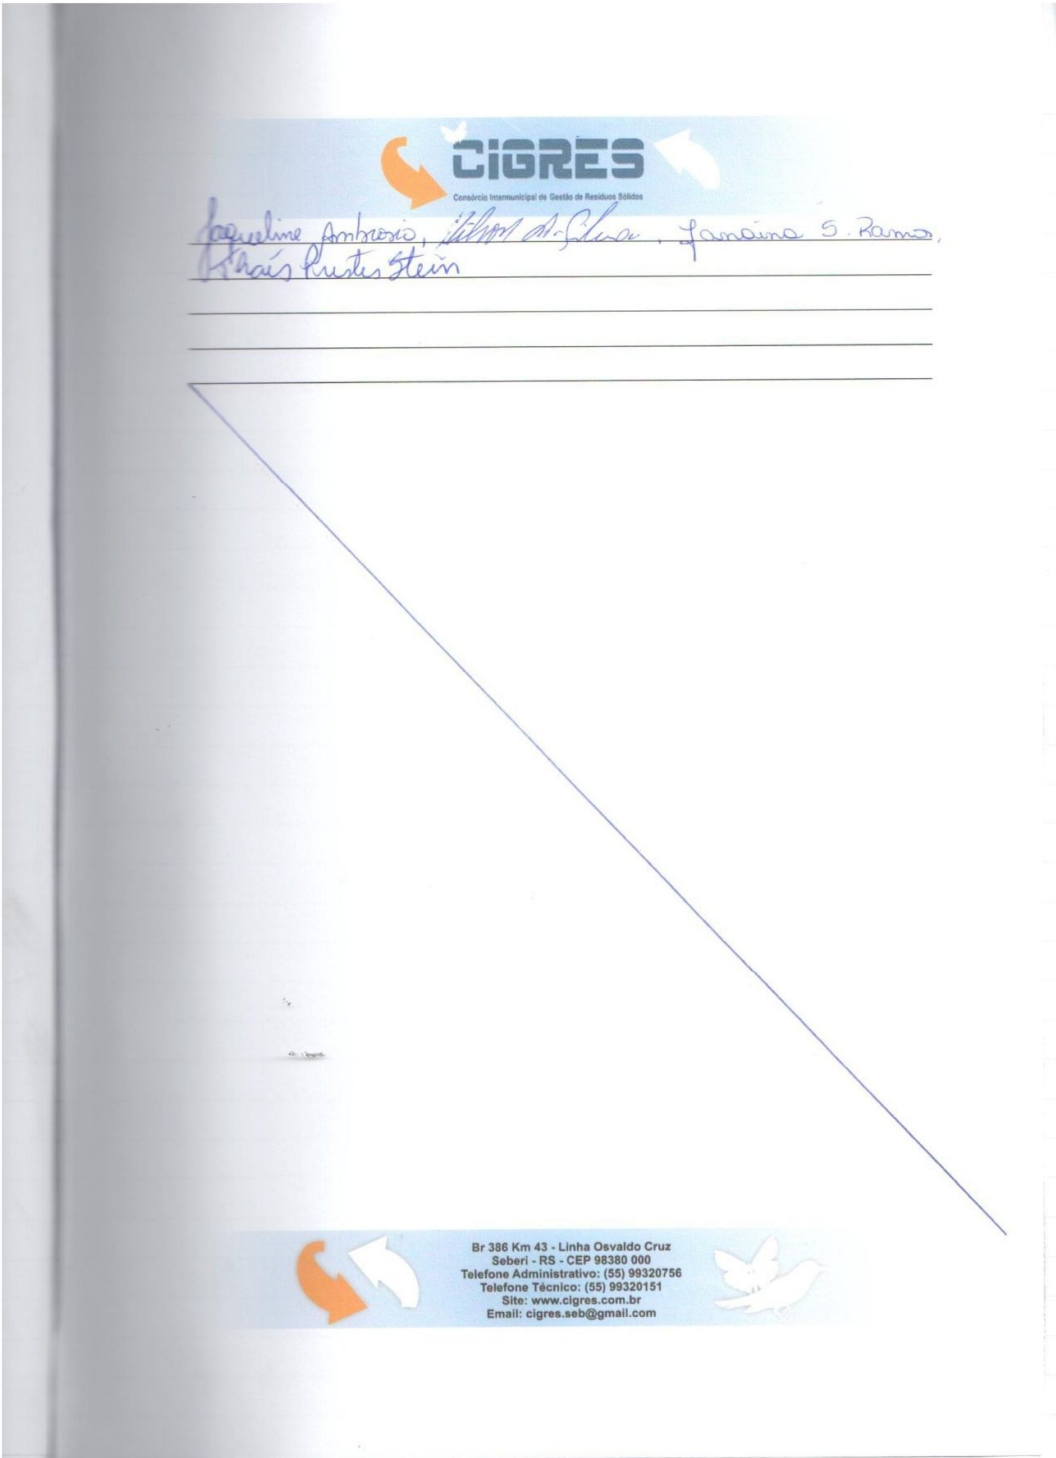 CIGRES
Consórcio Intermunicipal de Gestão de Resíduos Sólidos
Jaqueline Ambrosio, Silva, Janaina S. Ramos,
Thaís Prestes Stein
Br 386 Km 43 - Linha Osvaldo Cruz
Seberi - RS - CEP 98380 000
Telefone Administrativo: (55) 99320756
Telefone Técnico: (55) 99320151
Site: www.cigres.com.br
Email: cigres.seb@gmail.com